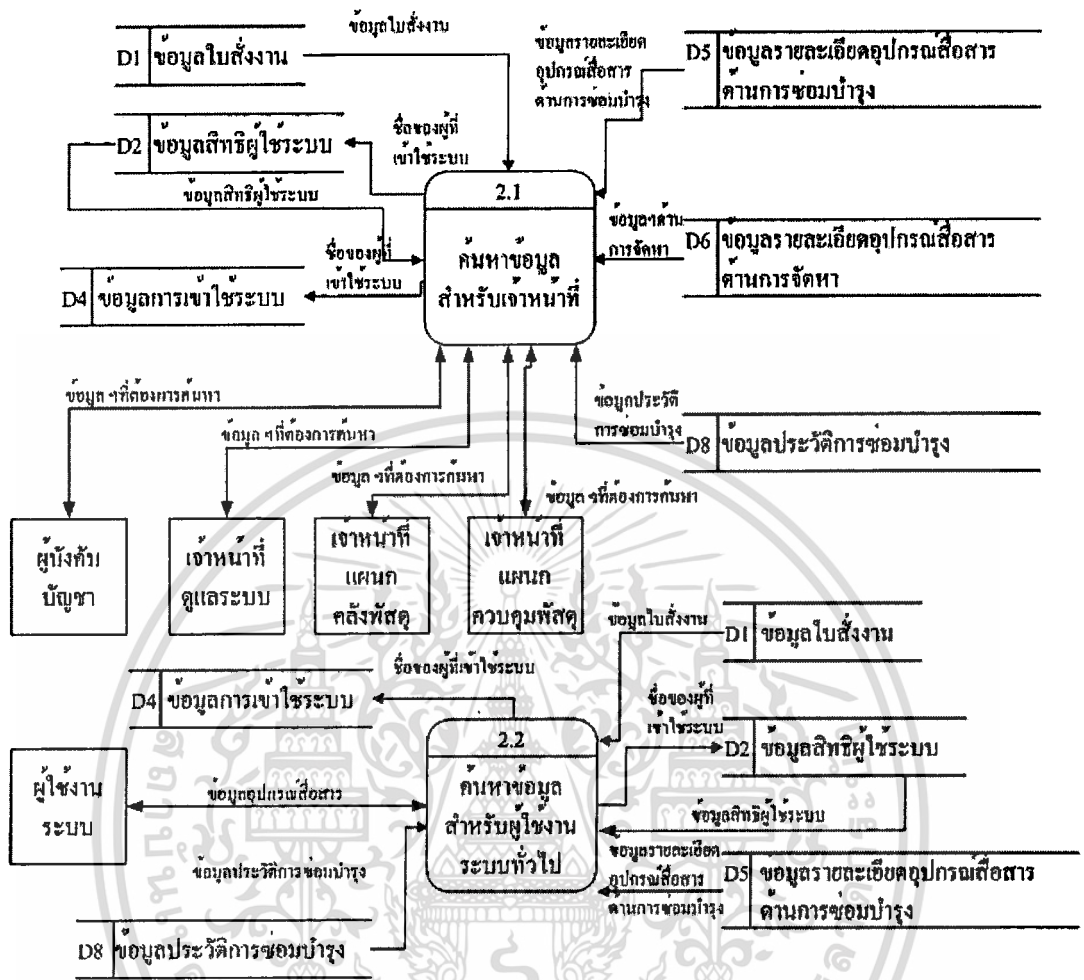 ข้อมูลใบสั่งงาน
D1 ข้อมูลใบสั่งงาน
ข้อมูลรายละเอียด
อุปกรณ์สื่อสาร
ด้านการซ่อมบำรุง
D5 ข้อมูลรายละเอียดอุปกรณ์สื่อสาร
ด้านการซ่อมบำรุง
D2 ข้อมูลสิทธิผู้ใช้ระบบ
ชื่อของผู้ที่
เข้าใช้ระบบ
ข้อมูลสิทธิผู้ใช้ระบบ
2.1
ค้นหาข้อมูล
สำหรับเจ้าหน้าที่
ข้อมูลฯด้าน
การจัดหา
D6 ข้อมูลรายละเอียดอุปกรณ์สื่อสาร
ด้านการจัดหา
ชื่อของผู้ที่
เข้าใช้ระบบ
D4 ข้อมูลการเข้าใช้ระบบ
ข้อมูล ฯที่ต้องการค้นหา
ข้อมูล ฯที่ต้องการค้นหา
ข้อมูล ฯที่ต้องการค้นหา
ข้อมูล ฯที่ต้องการค้นหา
ข้อมูลประวัติ
การซ่อมบำรุง
D8 ข้อมูลประวัติการซ่อมบำรุง
ผู้บังคับ
บัญชา
เจ้าหน้าที่
ดูแลระบบ
เจ้าหน้าที่
แผนก
คลังพัสดุ
เจ้าหน้าที่
แผนก
ควบคุมพัสดุ
ข้อมูลใบสั่งงาน
D1 ข้อมูลใบสั่งงาน
ชื่อของผู้ที่เข้าใช้ระบบ
D4 ข้อมูลการเข้าใช้ระบบ
ชื่อของผู้ที่
เข้าใช้ระบบ
D2 ข้อมูลสิทธิผู้ใช้ระบบ
2.2
ค้นหาข้อมูล
สำหรับผู้ใช้งาน
ระบบทั่วไป
ผู้ใช้งาน
ระบบ
ข้อมูลอุปกรณ์สื่อสาร
ข้อมูลสิทธิผู้ใช้ระบบ
ข้อมูลรายละเอียด
อุปกรณ์สื่อสาร
ด้านการซ่อมบำรุง
D5 ข้อมูลรายละเอียดอุปกรณ์สื่อสาร
ด้านการซ่อมบำรุง
ข้อมูลประวัติการซ่อมบำรุง
D8 ข้อมูลประวัติการซ่อมบำรุง